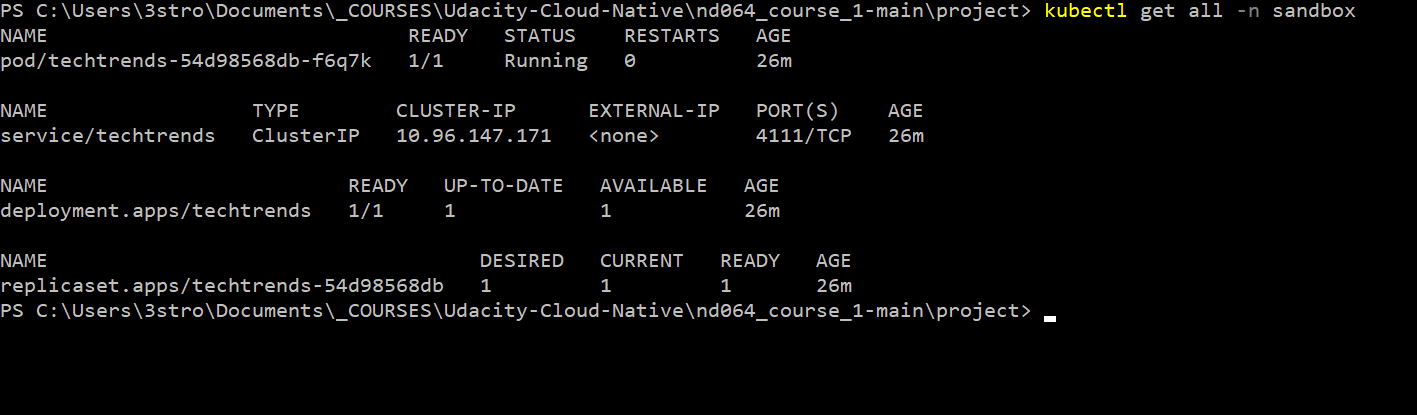 PS C:\Users\3stro\Documents\_COURSES\Udacity-Cloud-Native\nd064_course_1-main\project> kubectl get all -n sandbox
NAME                              READY   STATUS    RESTARTS   AGE
pod/techtrends-54d98568db-f6q7k   1/1     Running   0          26m

NAME                 TYPE        CLUSTER-IP      EXTERNAL-IP   PORT(S)    AGE
service/techtrends   ClusterIP   10.96.147.171   <none>        4111/TCP   26m

NAME                         READY   UP-TO-DATE   AVAILABLE   AGE
deployment.apps/techtrends   1/1     1            1           26m

NAME                                    DESIRED   CURRENT   READY   AGE
replicaset.apps/techtrends-54d98568db   1         1         1       26m
PS C:\Users\3stro\Documents\_COURSES\Udacity-Cloud-Native\nd064_course_1-main\project>